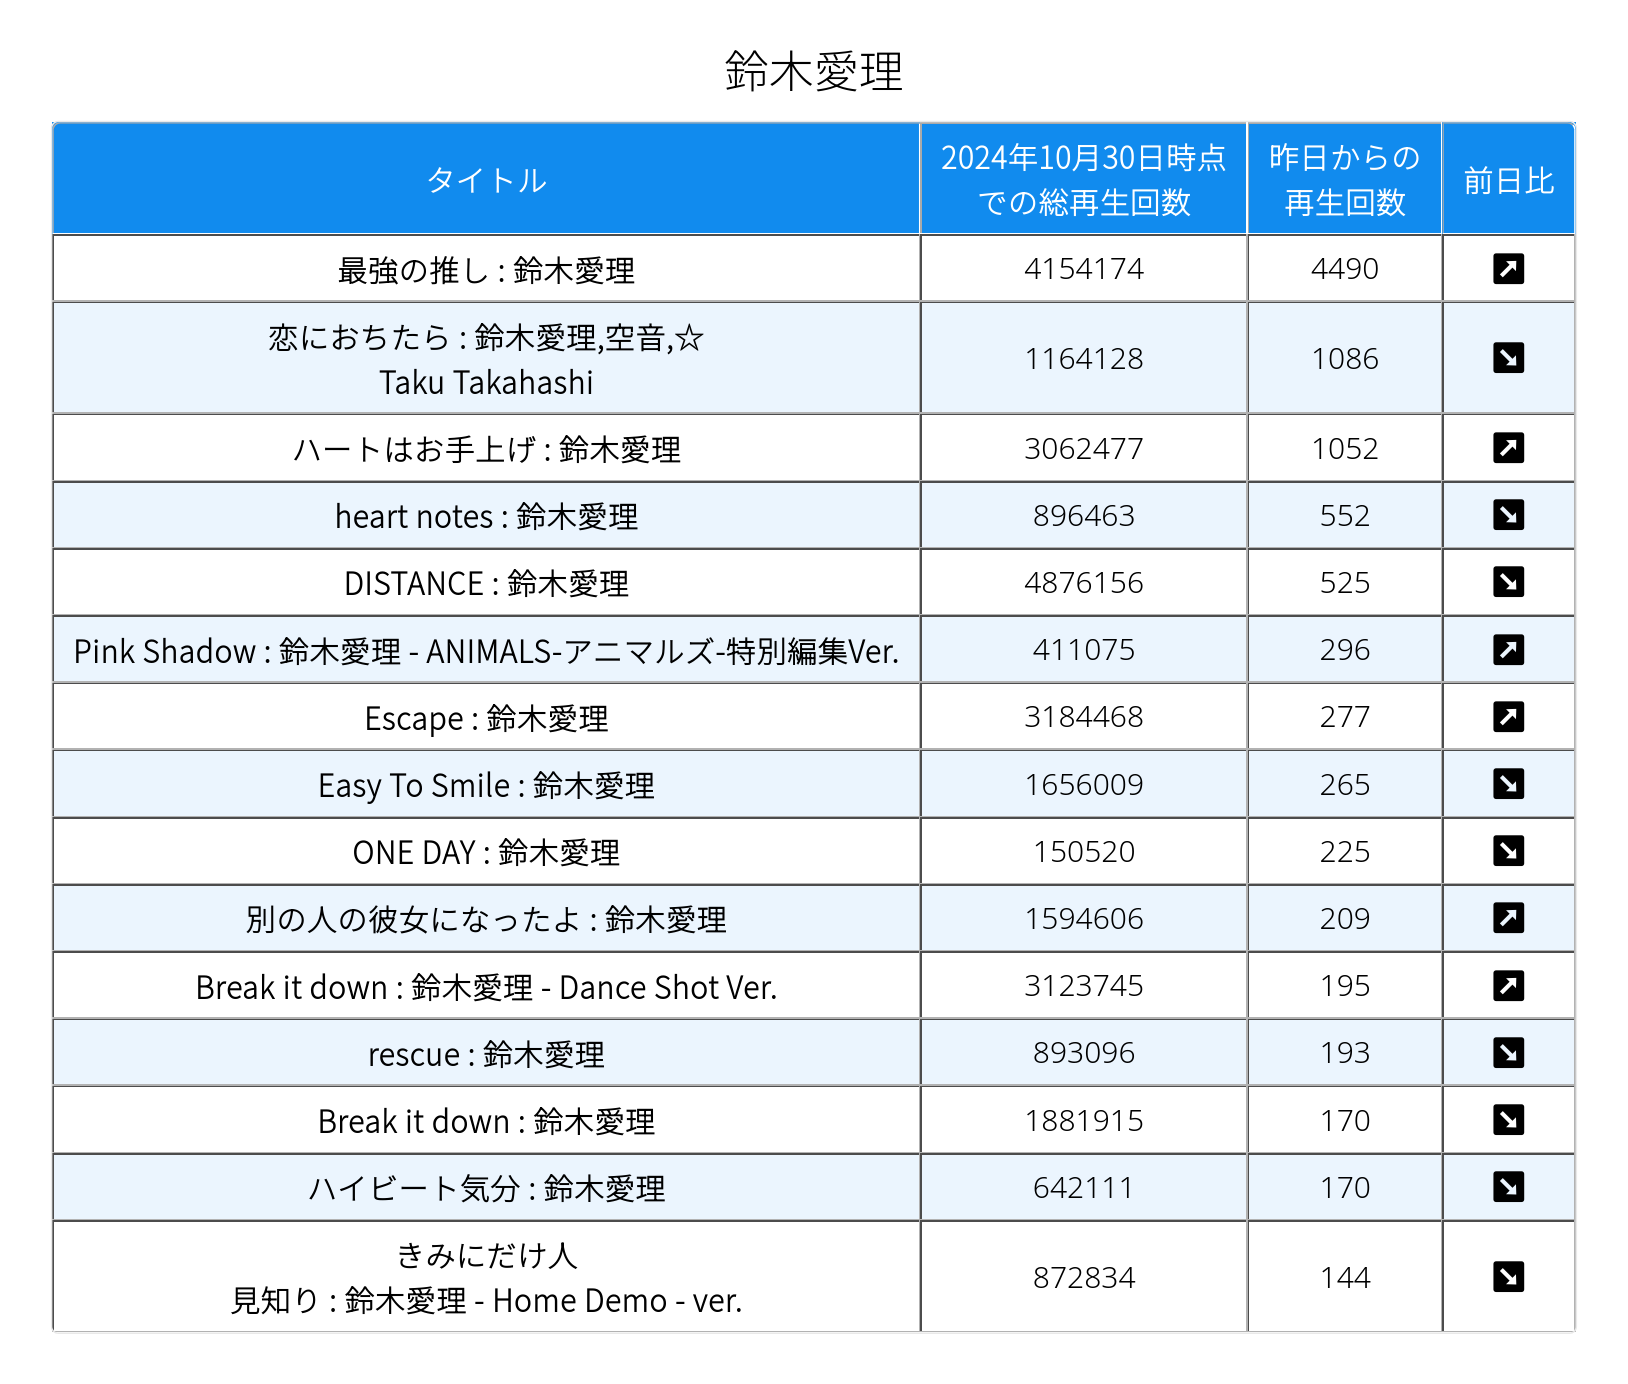 鈴木愛理
タイトル
2024年10月30日時点
での総再生回数
昨日からの
再生回数
前日比
最強の推し : 鈴木愛理 4154174 4490
恋におちたら : 鈴木愛理,空音,☆
Taku Takahashi
1164128 1086
ハートはお手上げ : 鈴木愛理 3062477 1052
heart notes : 鈴木愛理 896463 552
DISTANCE : 鈴木愛理 4876156 525
Pink Shadow : 鈴木愛理 - ANIMALS-アニマルズ-特別編集Ver. 411075 296
Escape : 鈴木愛理 3184468 277
Easy To Smile : 鈴木愛理 1656009 265
ONE DAY : 鈴木愛理 150520 225
別の人の彼女になったよ : 鈴木愛理 1594606 209
Break it down : 鈴木愛理 - Dance Shot Ver. 3123745 195
rescue : 鈴木愛理 893096 193
Break it down : 鈴木愛理 1881915 170
ハイビート気分 : 鈴木愛理 642111 170
きみにだけ人
見知り : 鈴木愛理 - Home Demo - ver.
872834 144